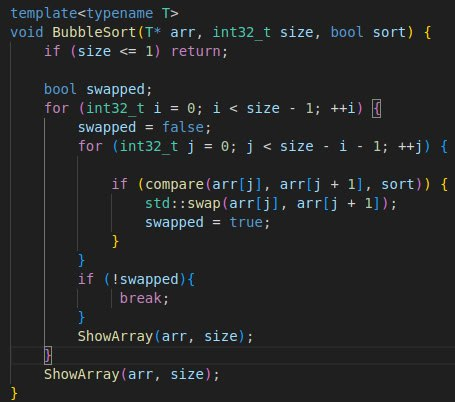 template<typename T>
void BubbleSort(T* arr, int32_t size, bool sort) {
    if (size <= 1) return;

    bool swapped;
    for (int32_t i = 0; i < size - 1; ++i) {
        swapped = false;
        for (int32_t j = 0; j < size - i - 1; ++j) {

            if (compare(arr[j], arr[j + 1], sort)) {
                std::swap(arr[j], arr[j + 1]);
                swapped = true;
            }
        }
        if (!swapped){
             break;
        }
        ShowArray(arr, size);
    }
    ShowArray(arr, size);
}